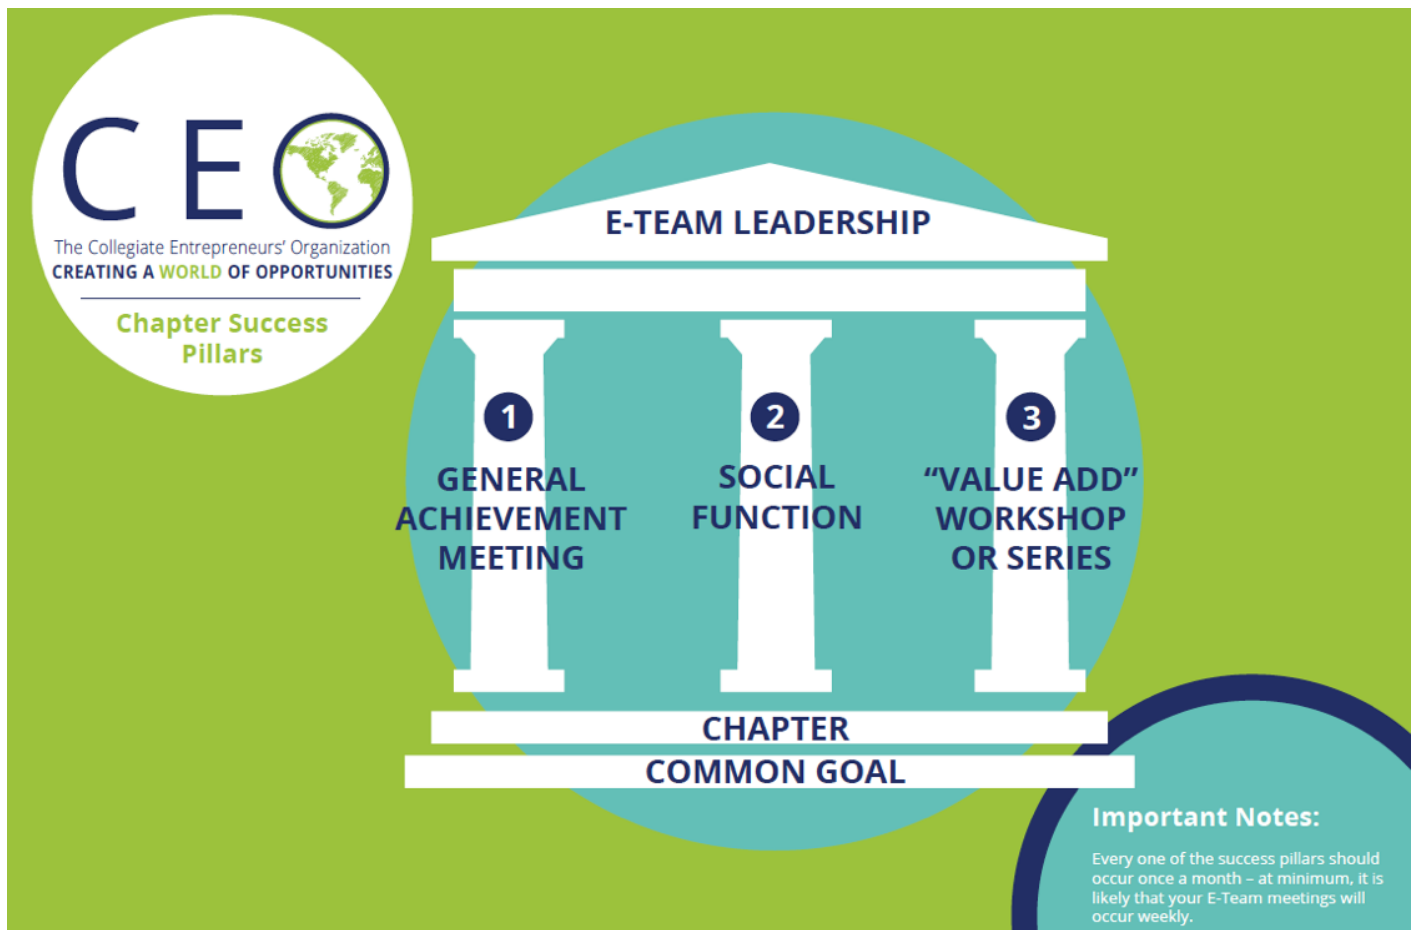 CEO
The Collegiate Entrepreneurs' Organization
CREATING A WORLD OF OPPORTUNITIES
Chapter Success
Pillars
E-TEAM LEADERSHIP
1
GENERAL
ACHIEVEMENT
MEETING
2
SOCIAL
FUNCTION
3
“VALUE ADD”
WORKSHOP
OR SERIES
CHAPTER
COMMON GOAL
Important Notes:
Every one of the success pillars should
occur once a month – at minimum, it is
likely that your E-Team meetings will
occur weekly.